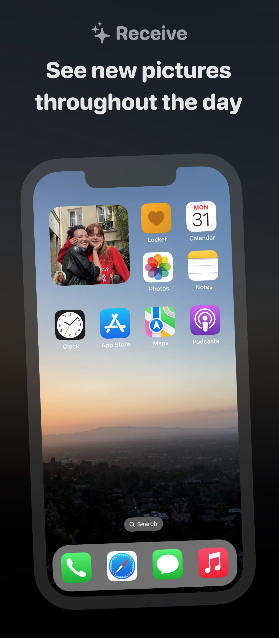 Receive
See new pictures
throughout the day
MON
31
Locket
Calendar
Photos
Notes
Clock
App Store
Maps
Podcasts
Search